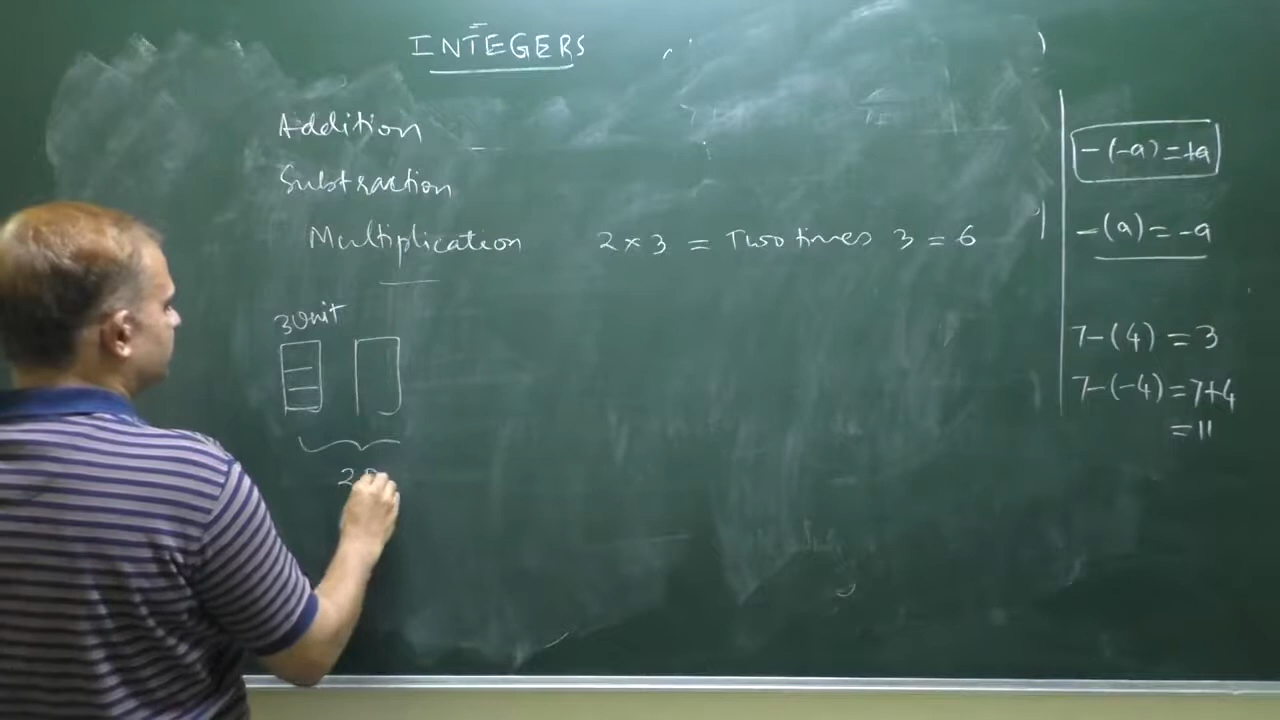 INTEGERS
Addition
Subtraction
Multiplication 2 × 3 = Two times 3 = 6
3 Unit
2
-(-a) = +a
-(a) = -a
7-(4) = 3
7-(-4) = 7+4
= 11